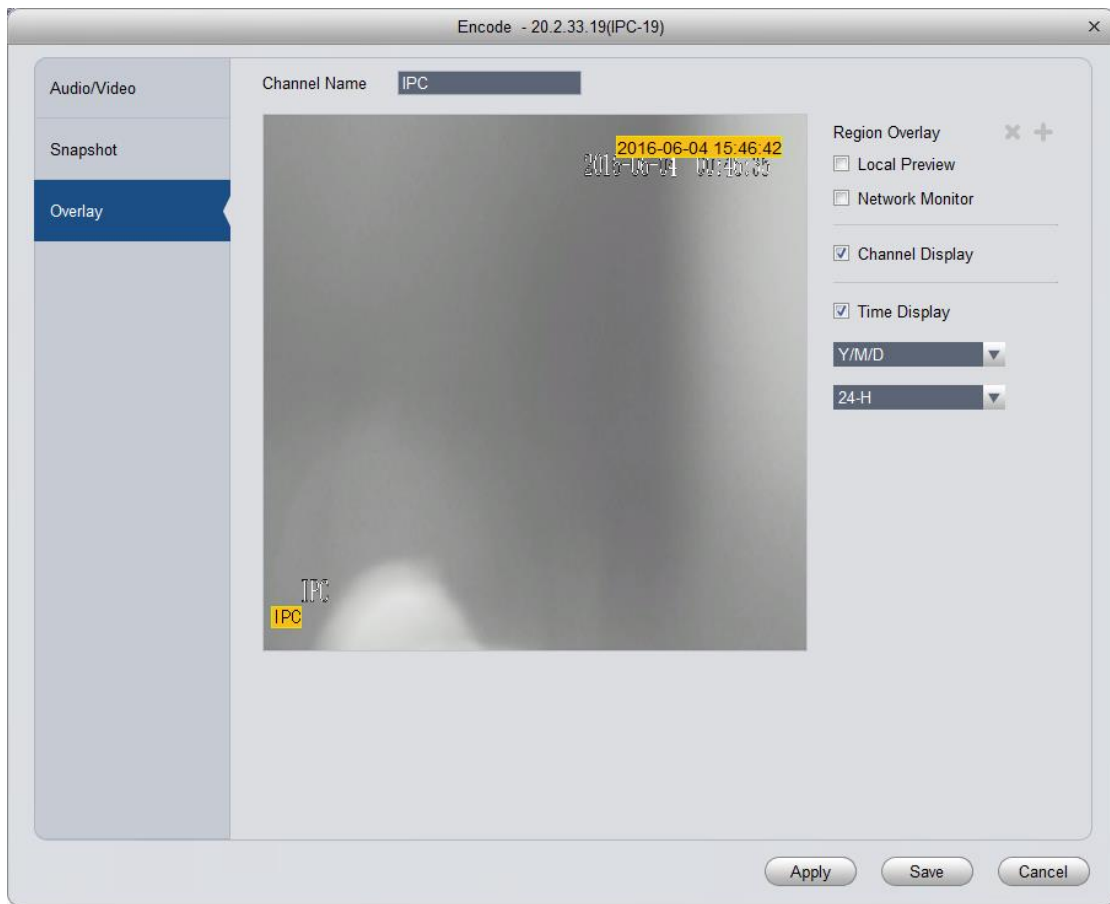 Encode - 20.2.33.19(IPC-19)
Audio/Video
Snapshot
Overlay
Channel Name IPC
2016-06-04 15:46:42
IPC
IPC
Region Overlay
Local Preview
Network Monitor
Channel Display
Time Display
Y/M/D
24-H
Apply Save Cancel